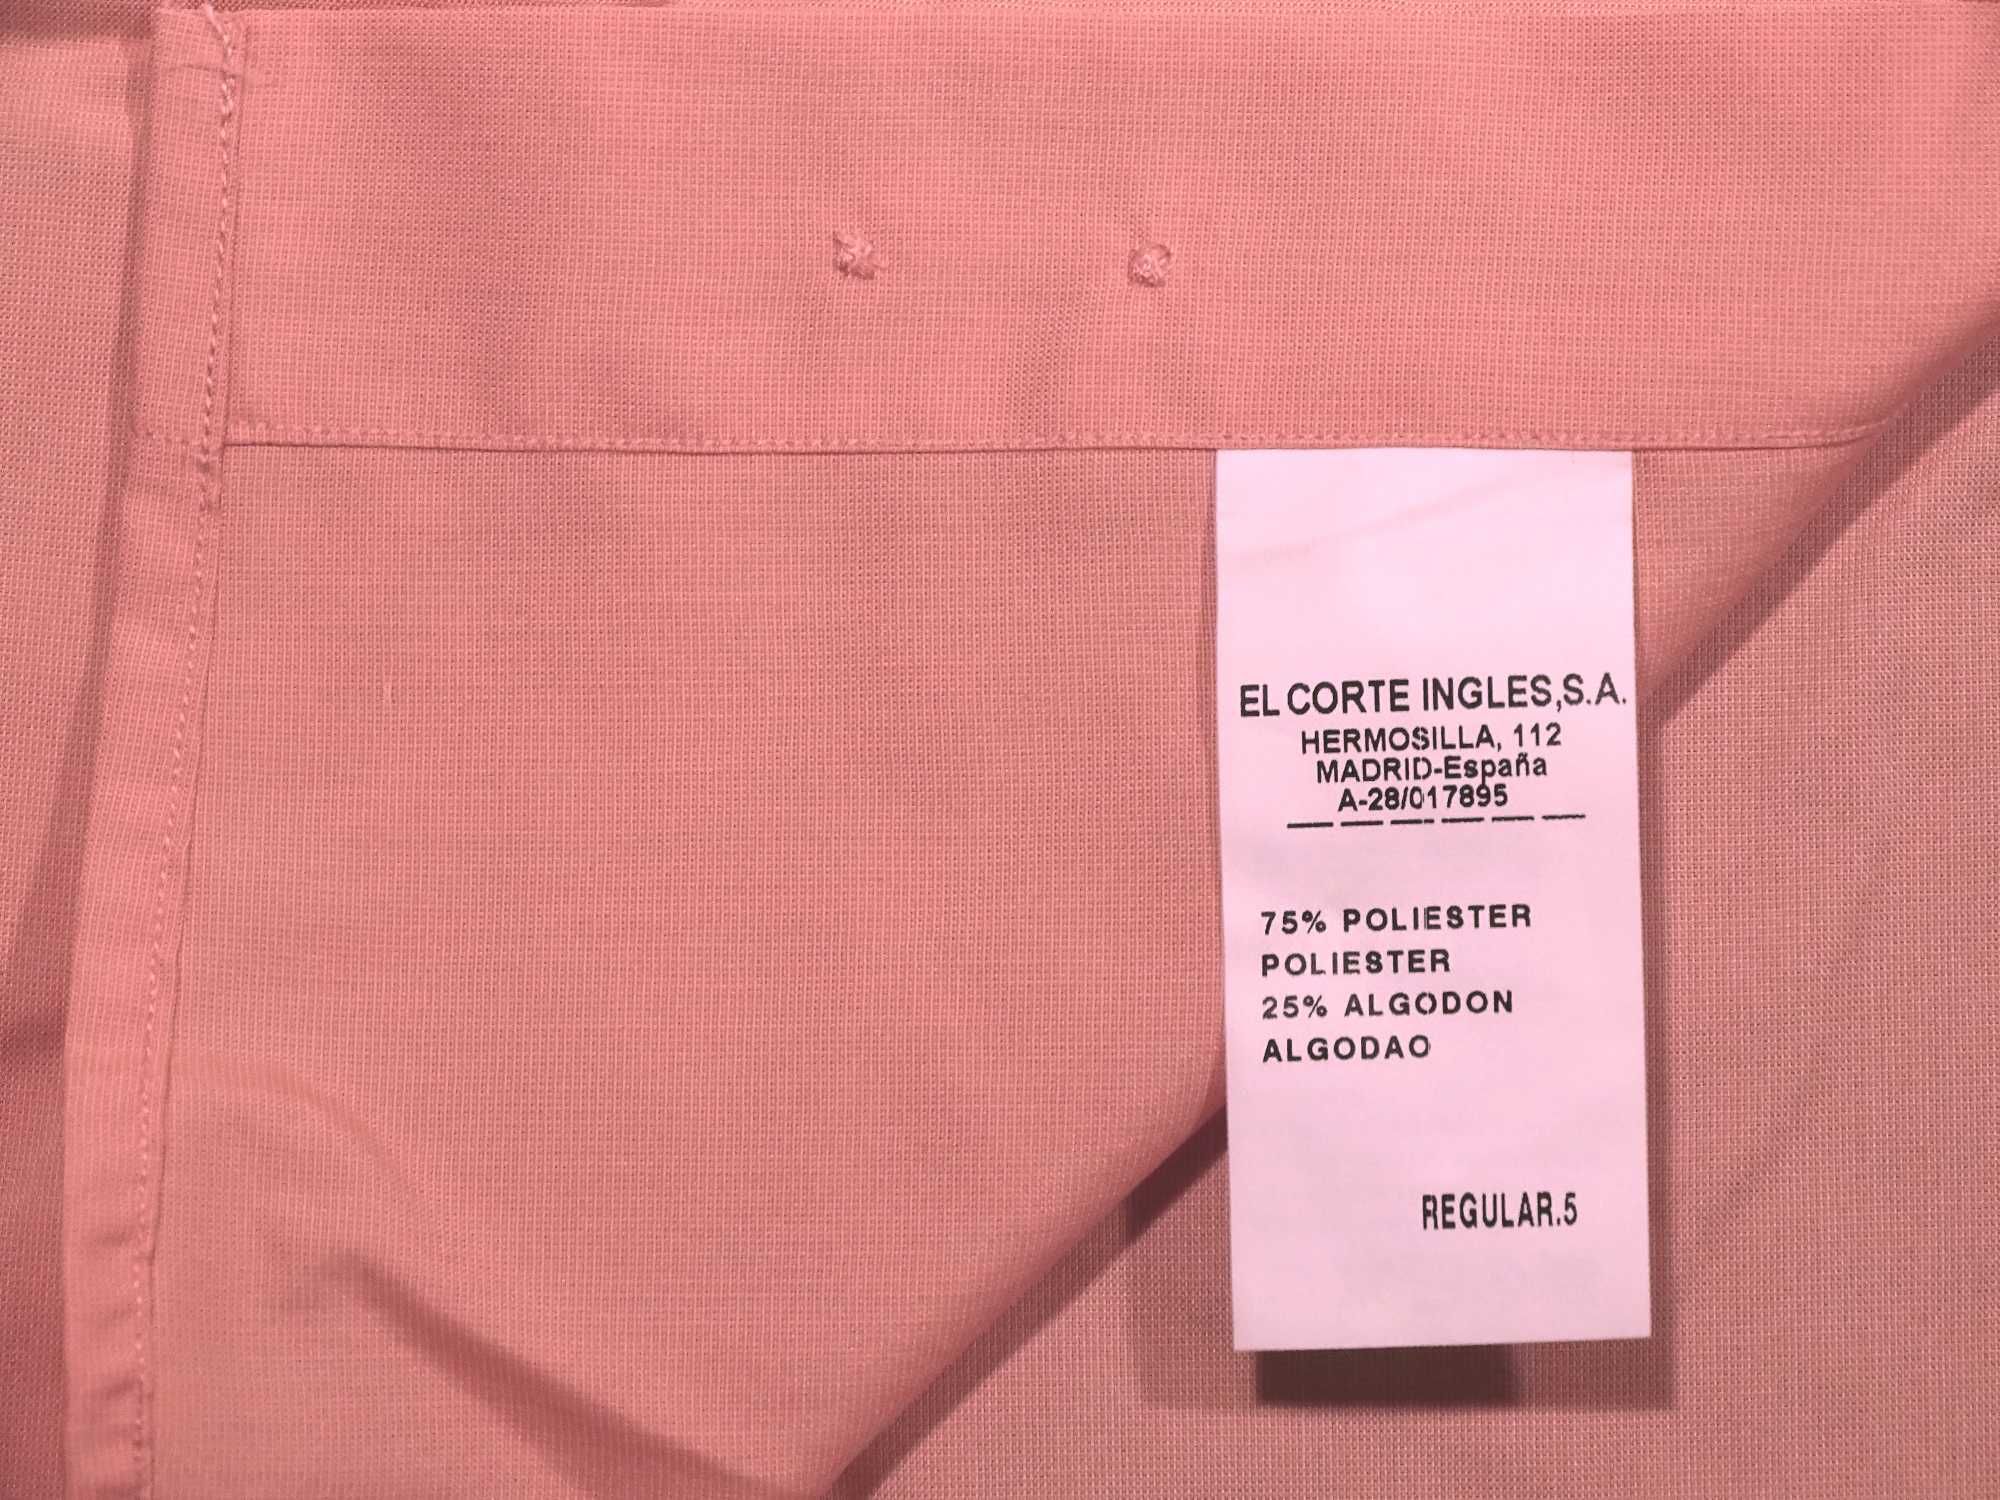 EL CORTE INGLES,S.A.
HERMOSILLA, 112
MADRID-España
A-28/017895
75% POLIESTER
POLIESTER
25% ALGODON
ALGODAO
REGULAR.5